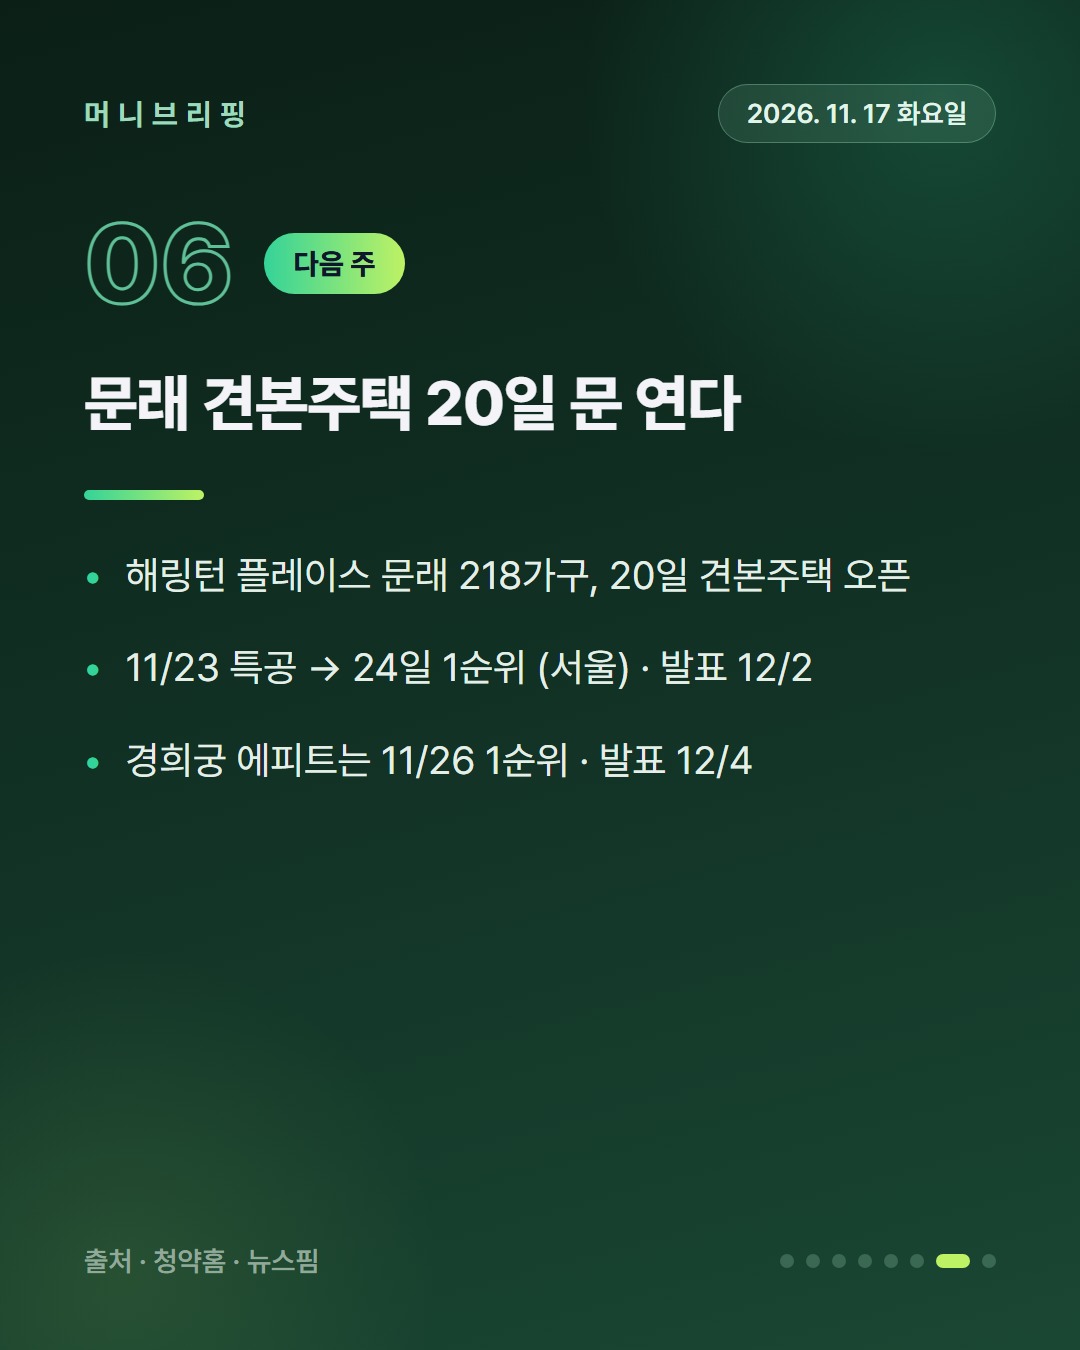 머니브리핑
2026. 11. 17 화요일
06
다음 주
문래 견본주택 20일 문 연다
• 해링턴 플레이스 문래 218가구, 20일 견본주택 오픈
• 11/23 특공 → 24일 1순위 (서울) · 발표 12/2
• 경희궁 에피트는 11/26 1순위 · 발표 12/4
출처 · 청약홈 · 뉴스핌